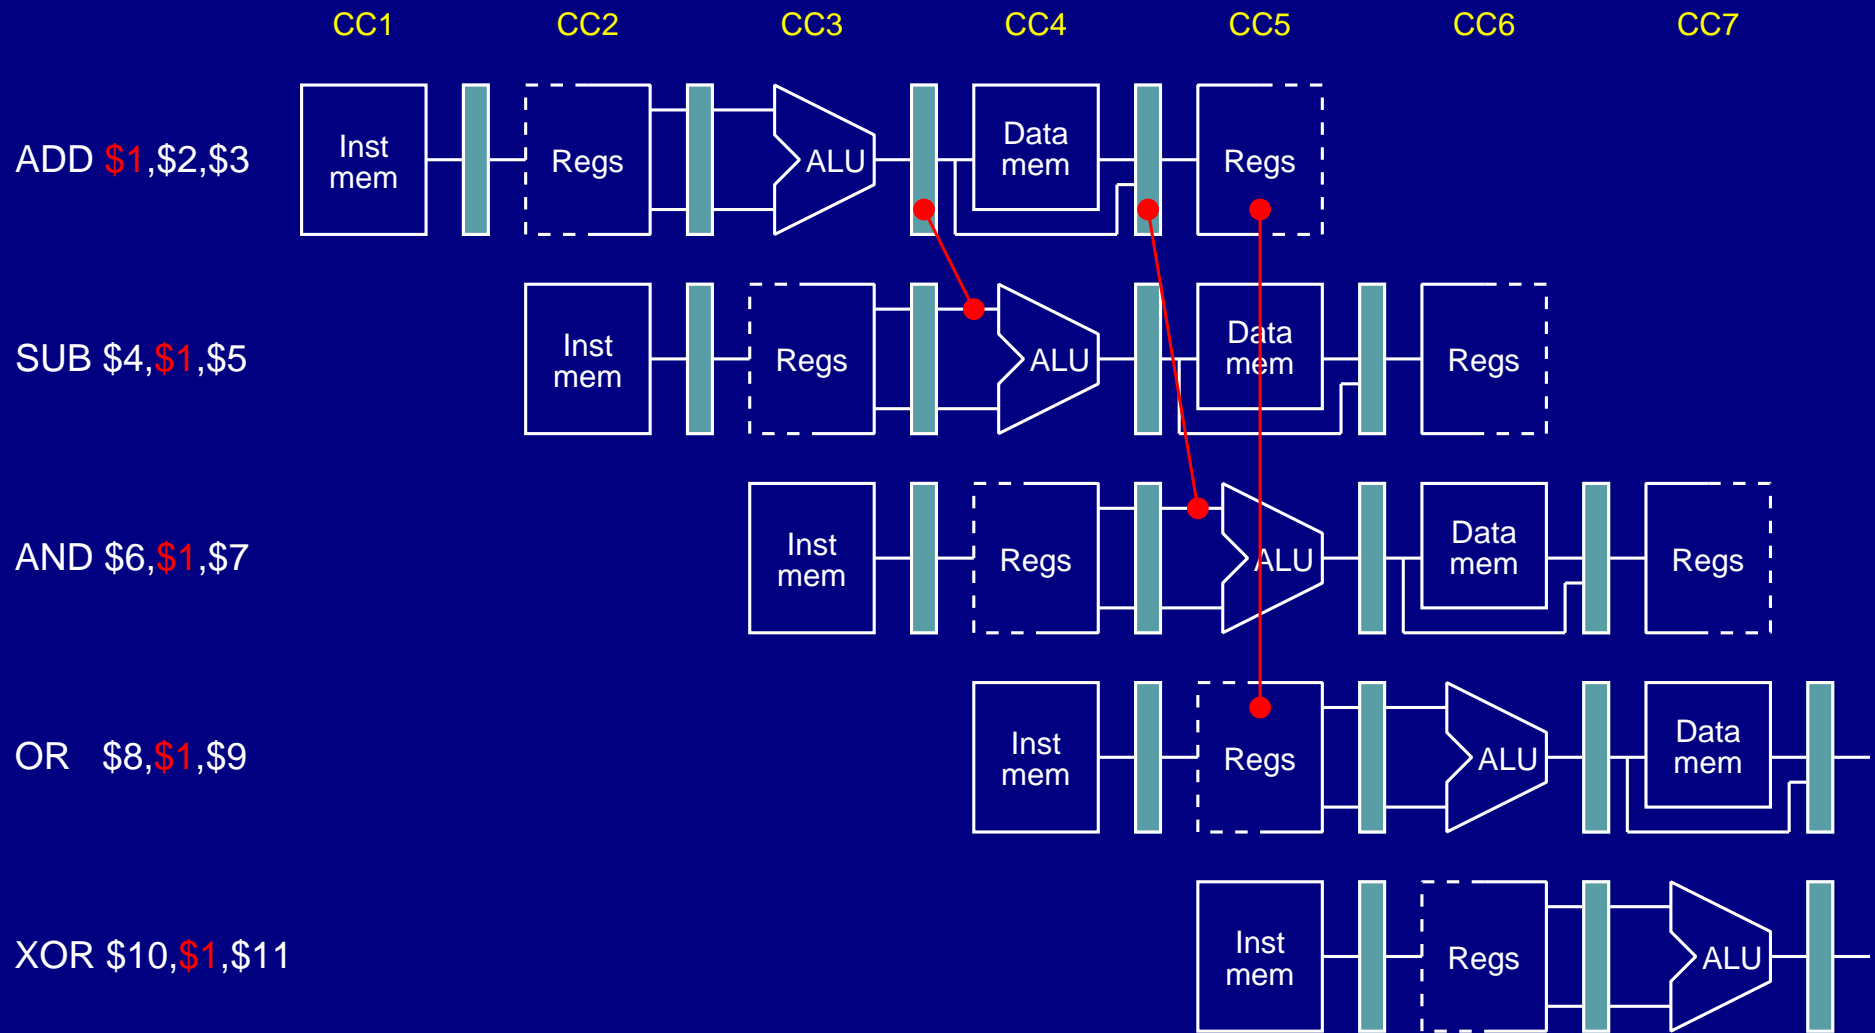 CC1 CC2 CC3 CC4 CC5 CC6 CC7
ADD $1,$2,$3
Inst
mem
Regs
ALU
Data
mem
Regs
SUB $4,$1,$5
Inst
mem
Regs
ALU
Data
mem
Regs
AND $6,$1,$7
Inst
mem
Regs
ALU
Data
mem
Regs
OR $8,$1,$9
Inst
mem
Regs
ALU
Data
mem
XOR $10,$1,$11
Inst
mem
Regs
ALU